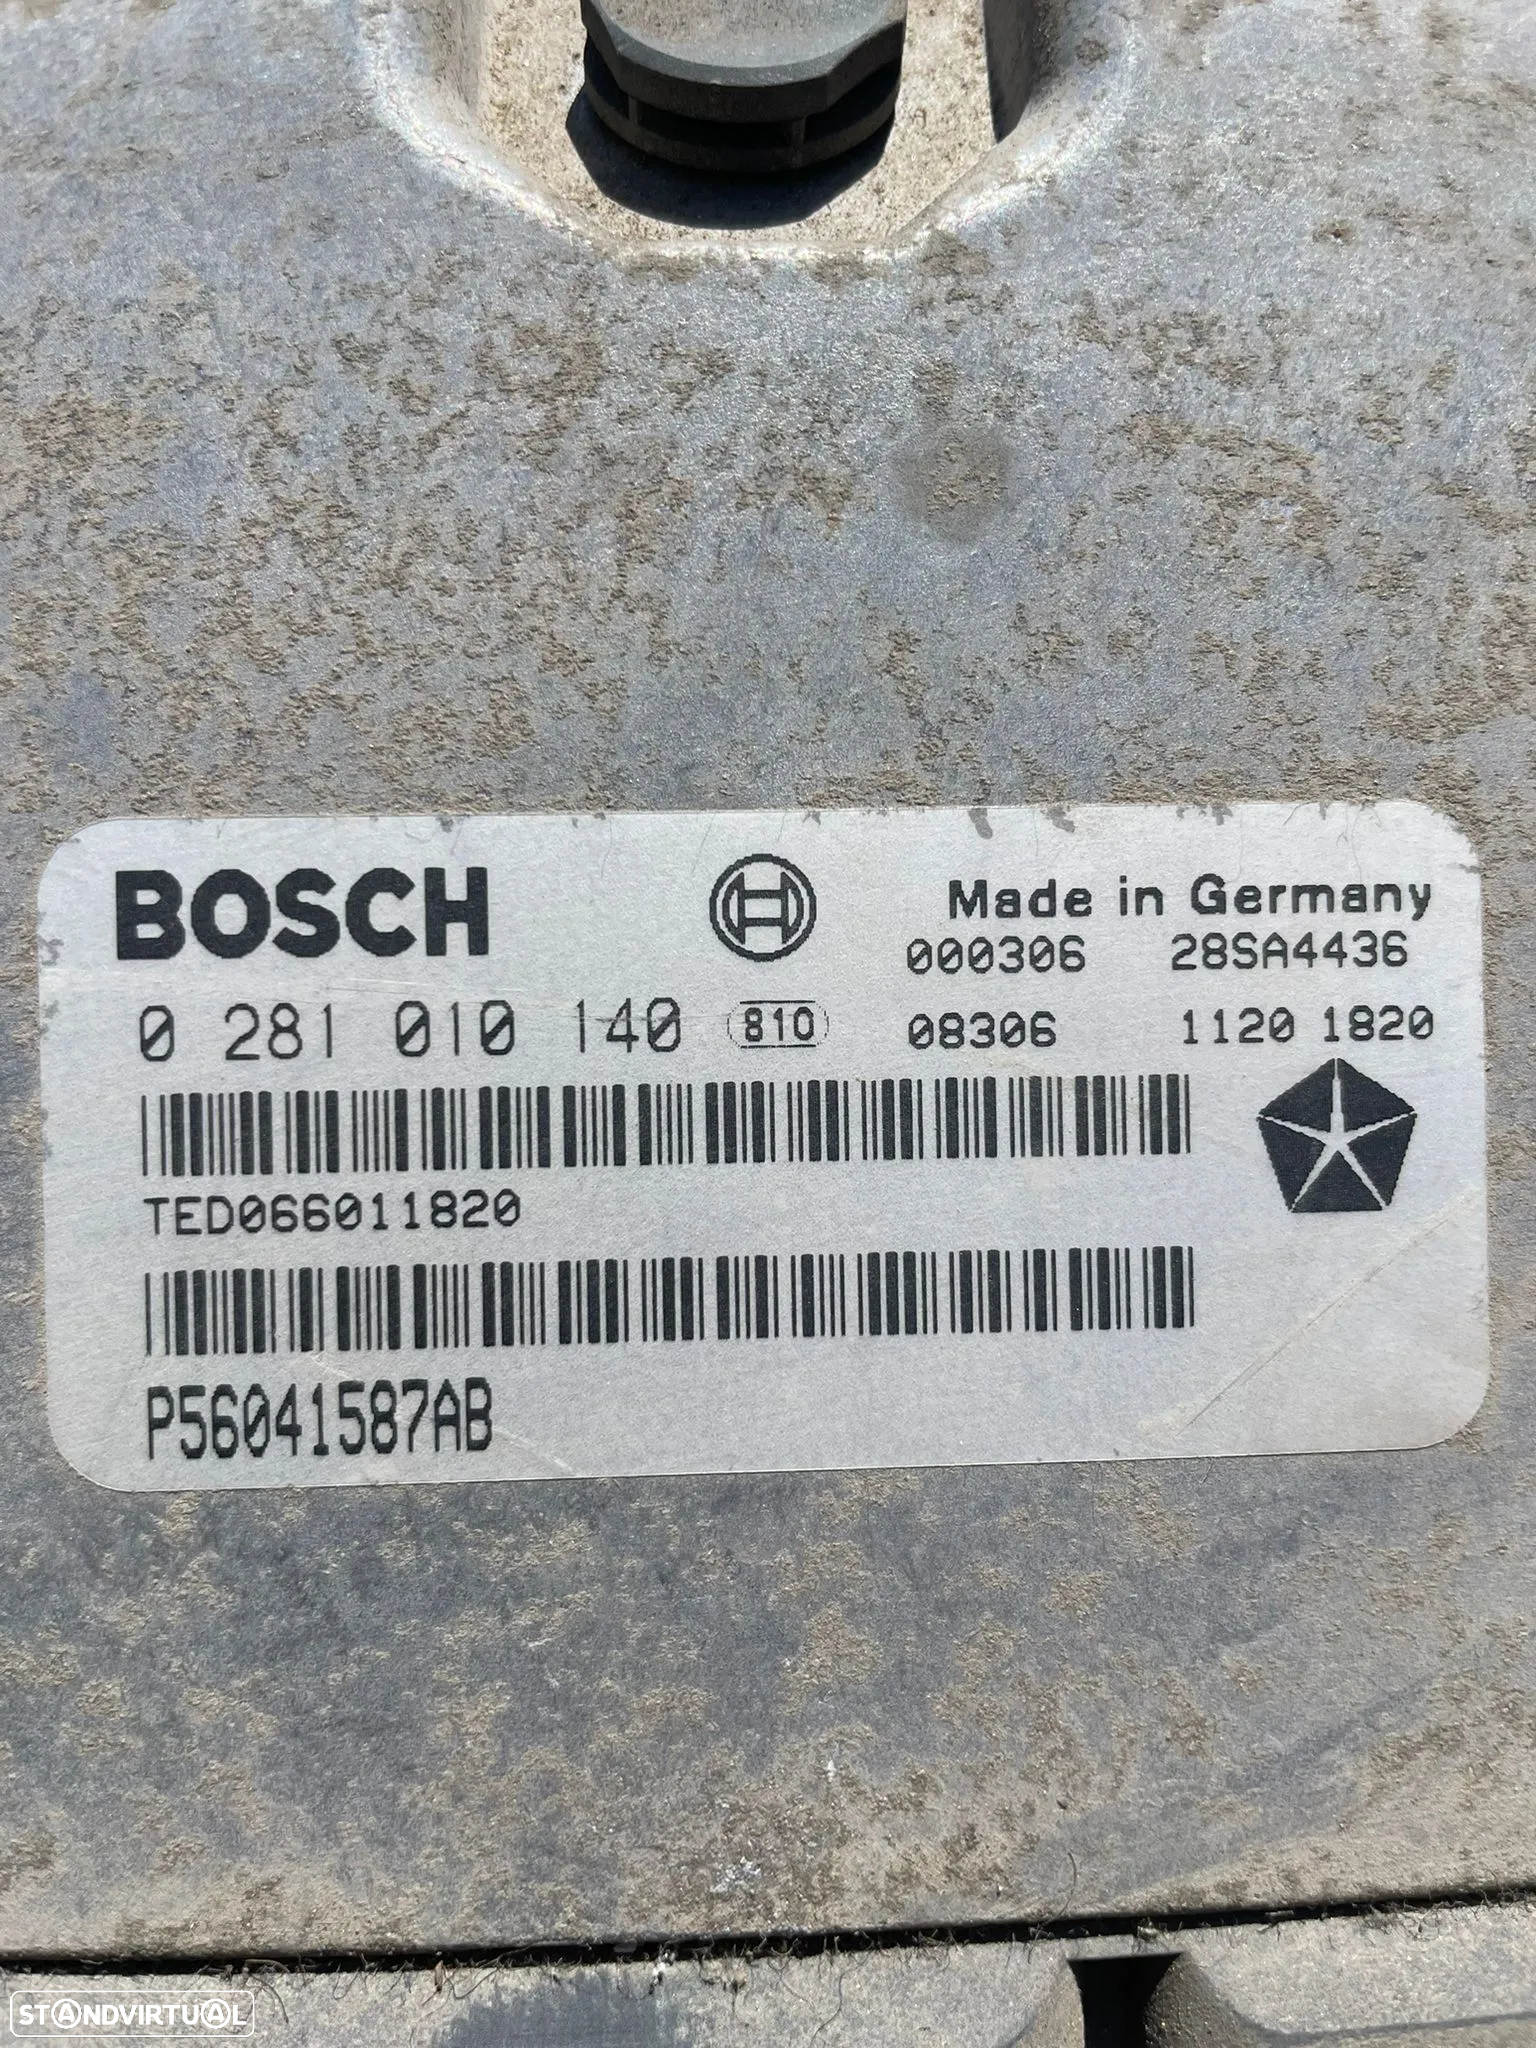 BOSCH
Made in Germany
000306 28SA4436
0 281 010 140 810 08306 1120 1820
TED066011820
P56041587AB
STANDVIRTUAL